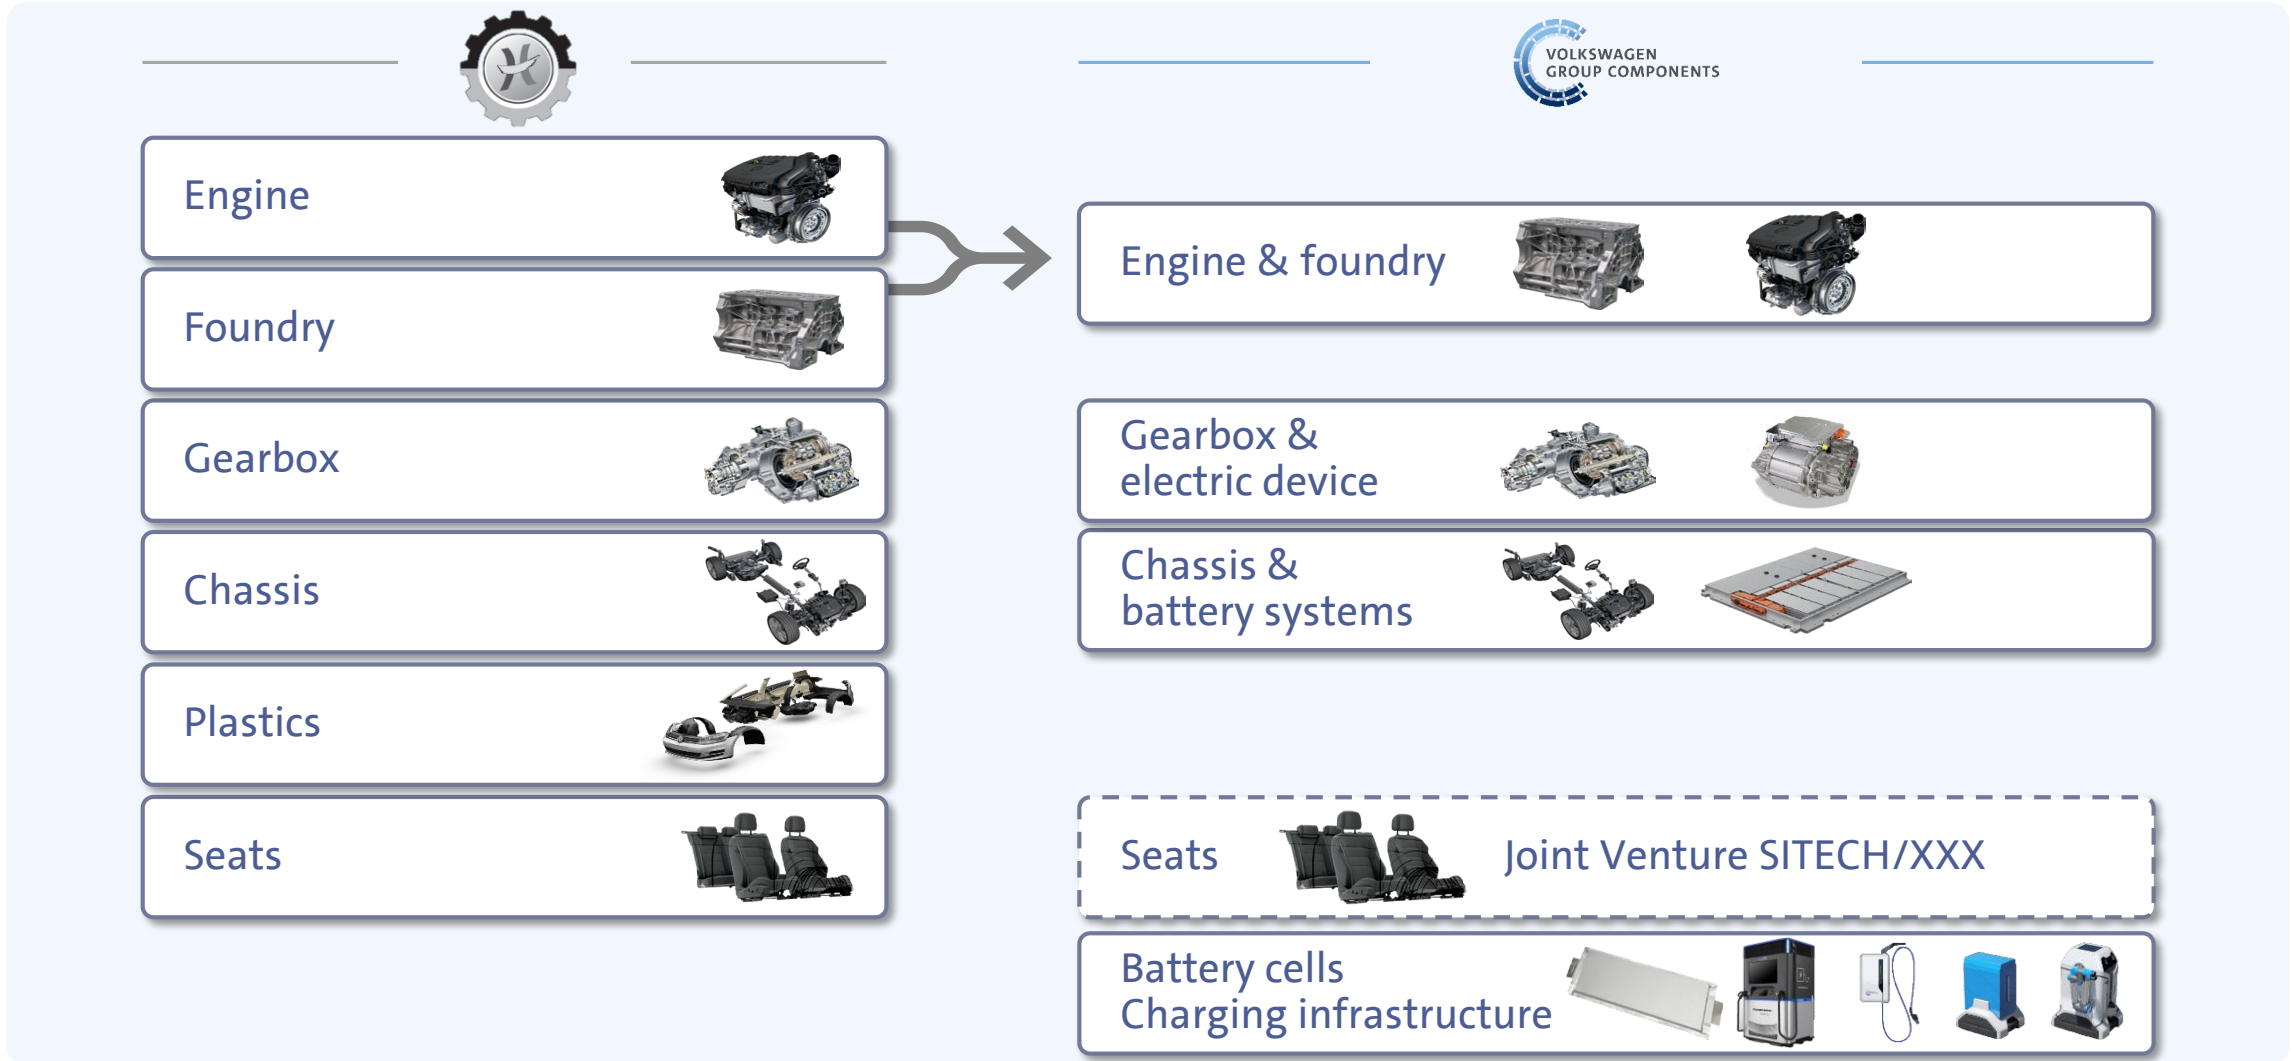 VOLKSWAGEN
GROUP COMPONENTS
Engine
Foundry
Gearbox
Chassis
Plastics
Seats
Engine & foundry
Gearbox &
electric device
Chassis &
battery systems
Seats
Joint Venture SITECH/XXX
Battery cells
Charging infrastructure